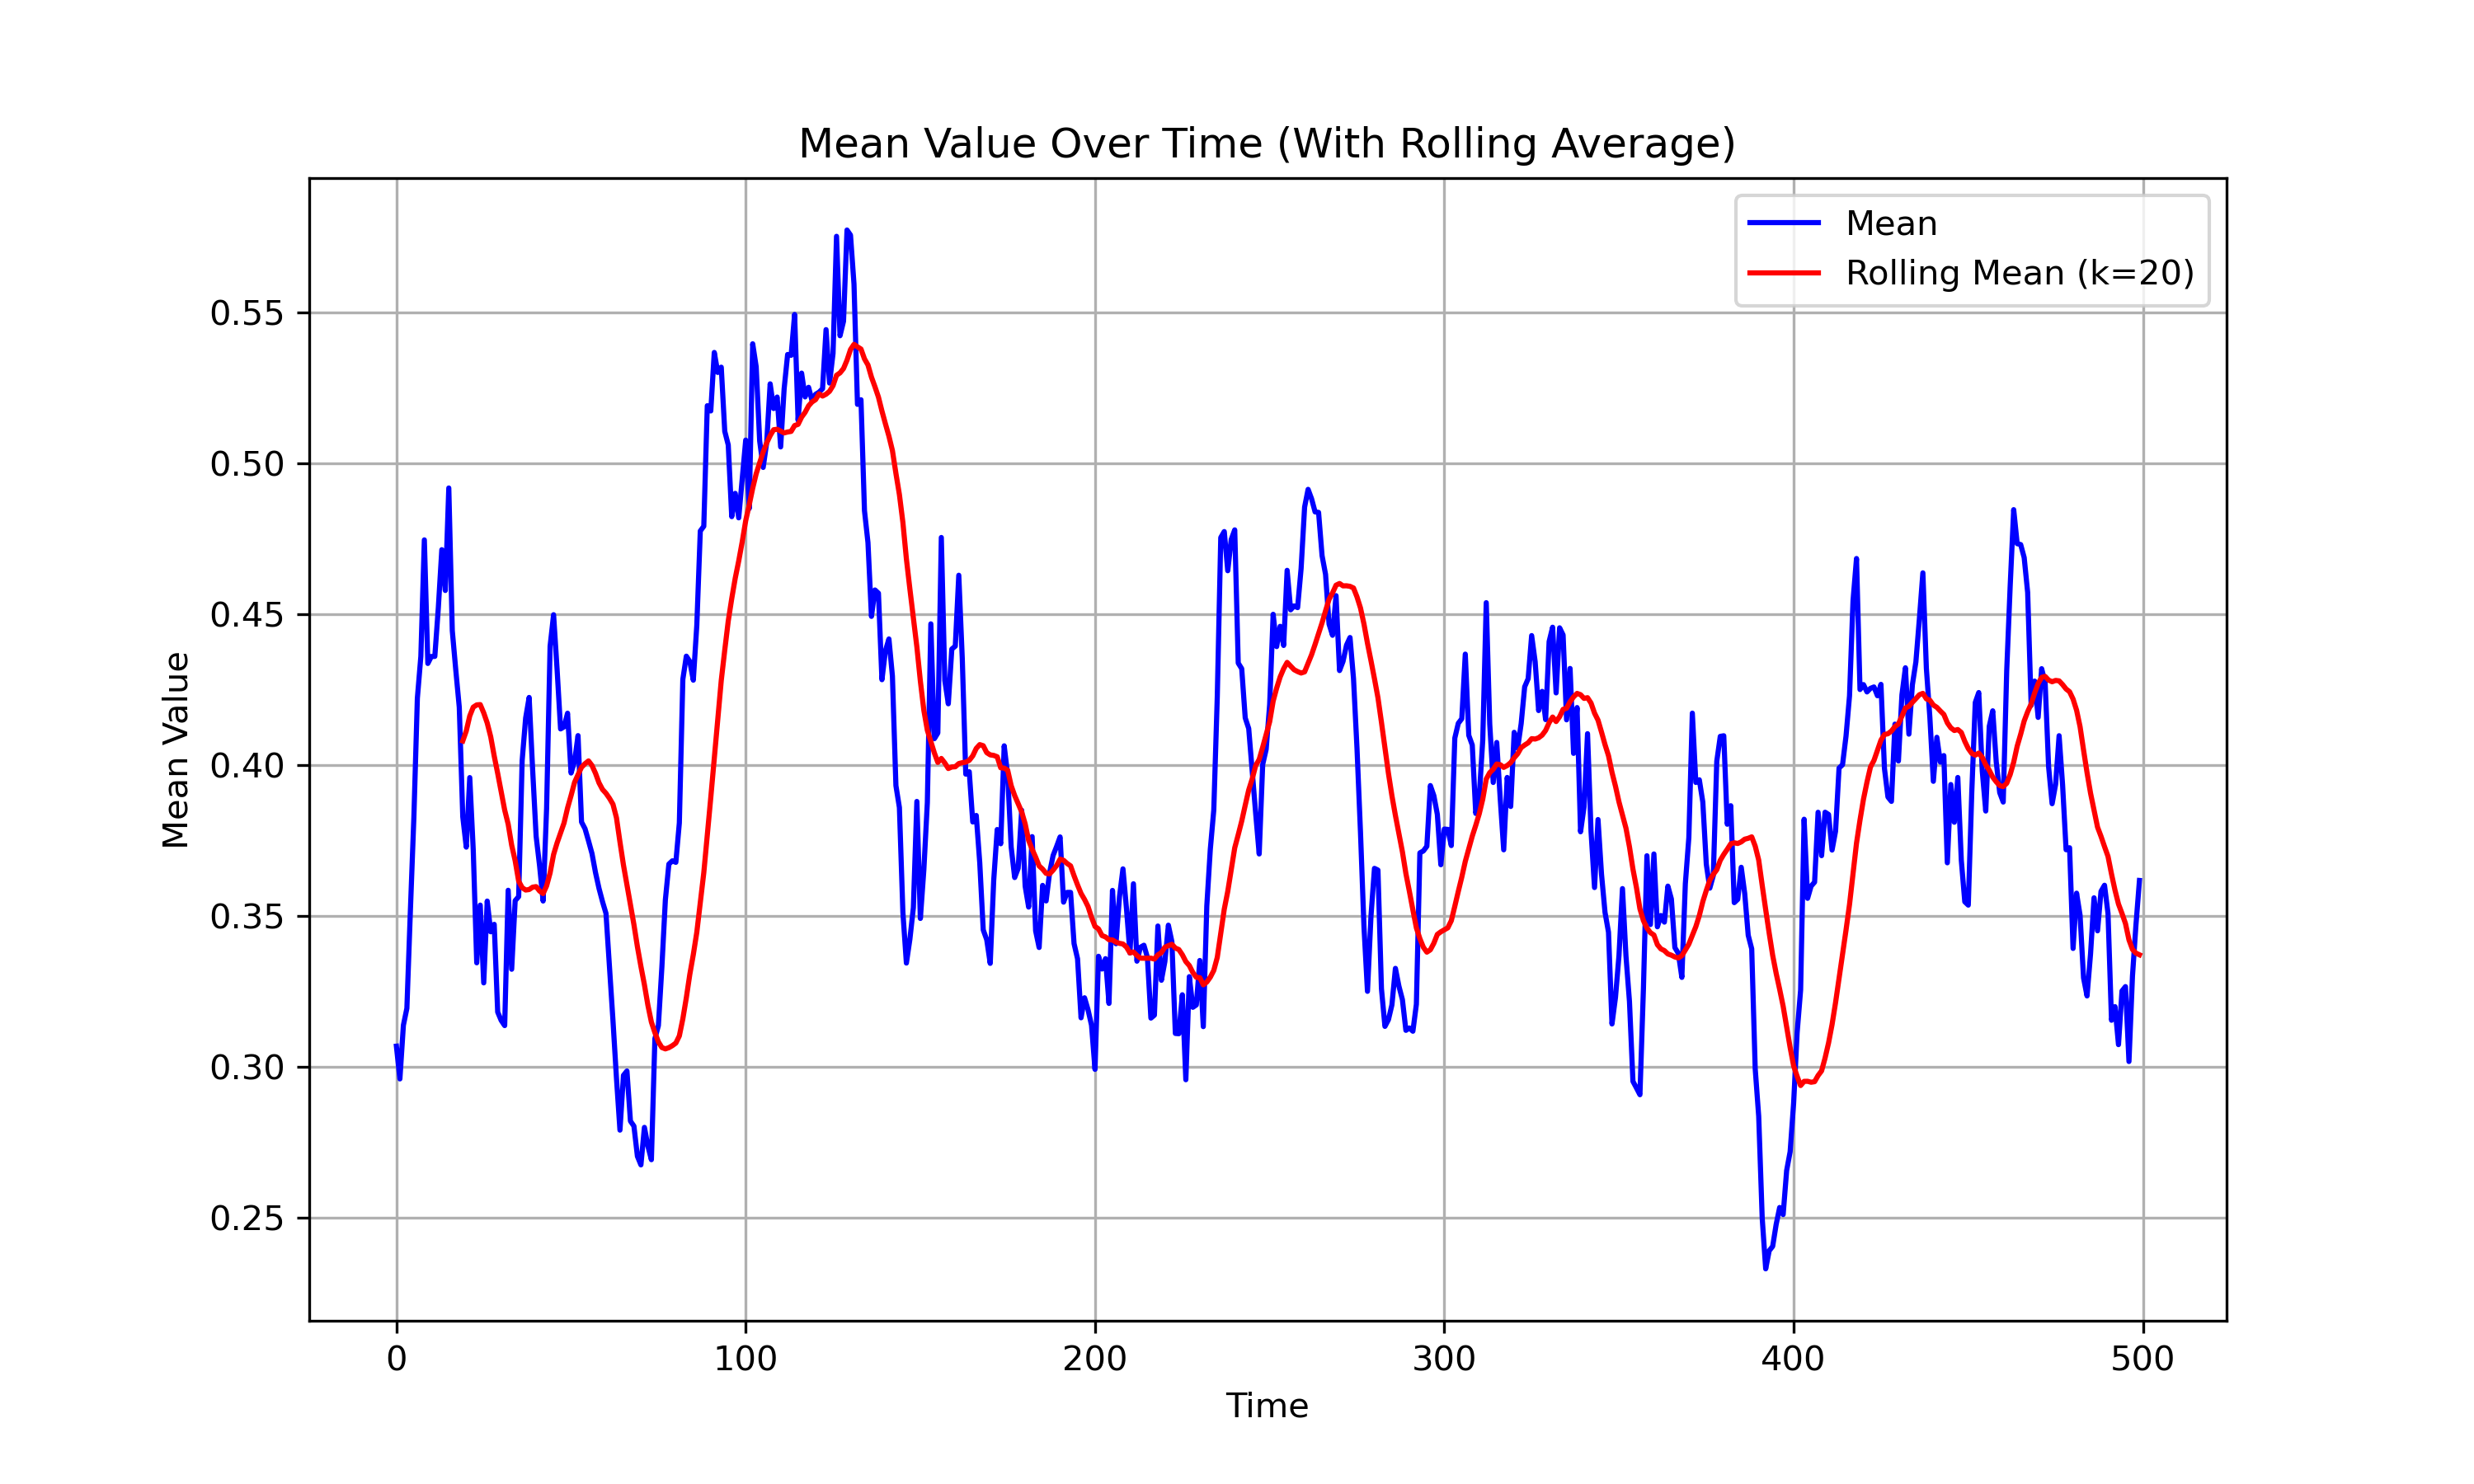 Mean Value Over Time (With Rolling Average)
Mean
Rolling Mean (k=20)
Mean Value
0.55
0.50
0.45
0.40
0.35
0.30
0.25
0 100 200 300 400 500
Time